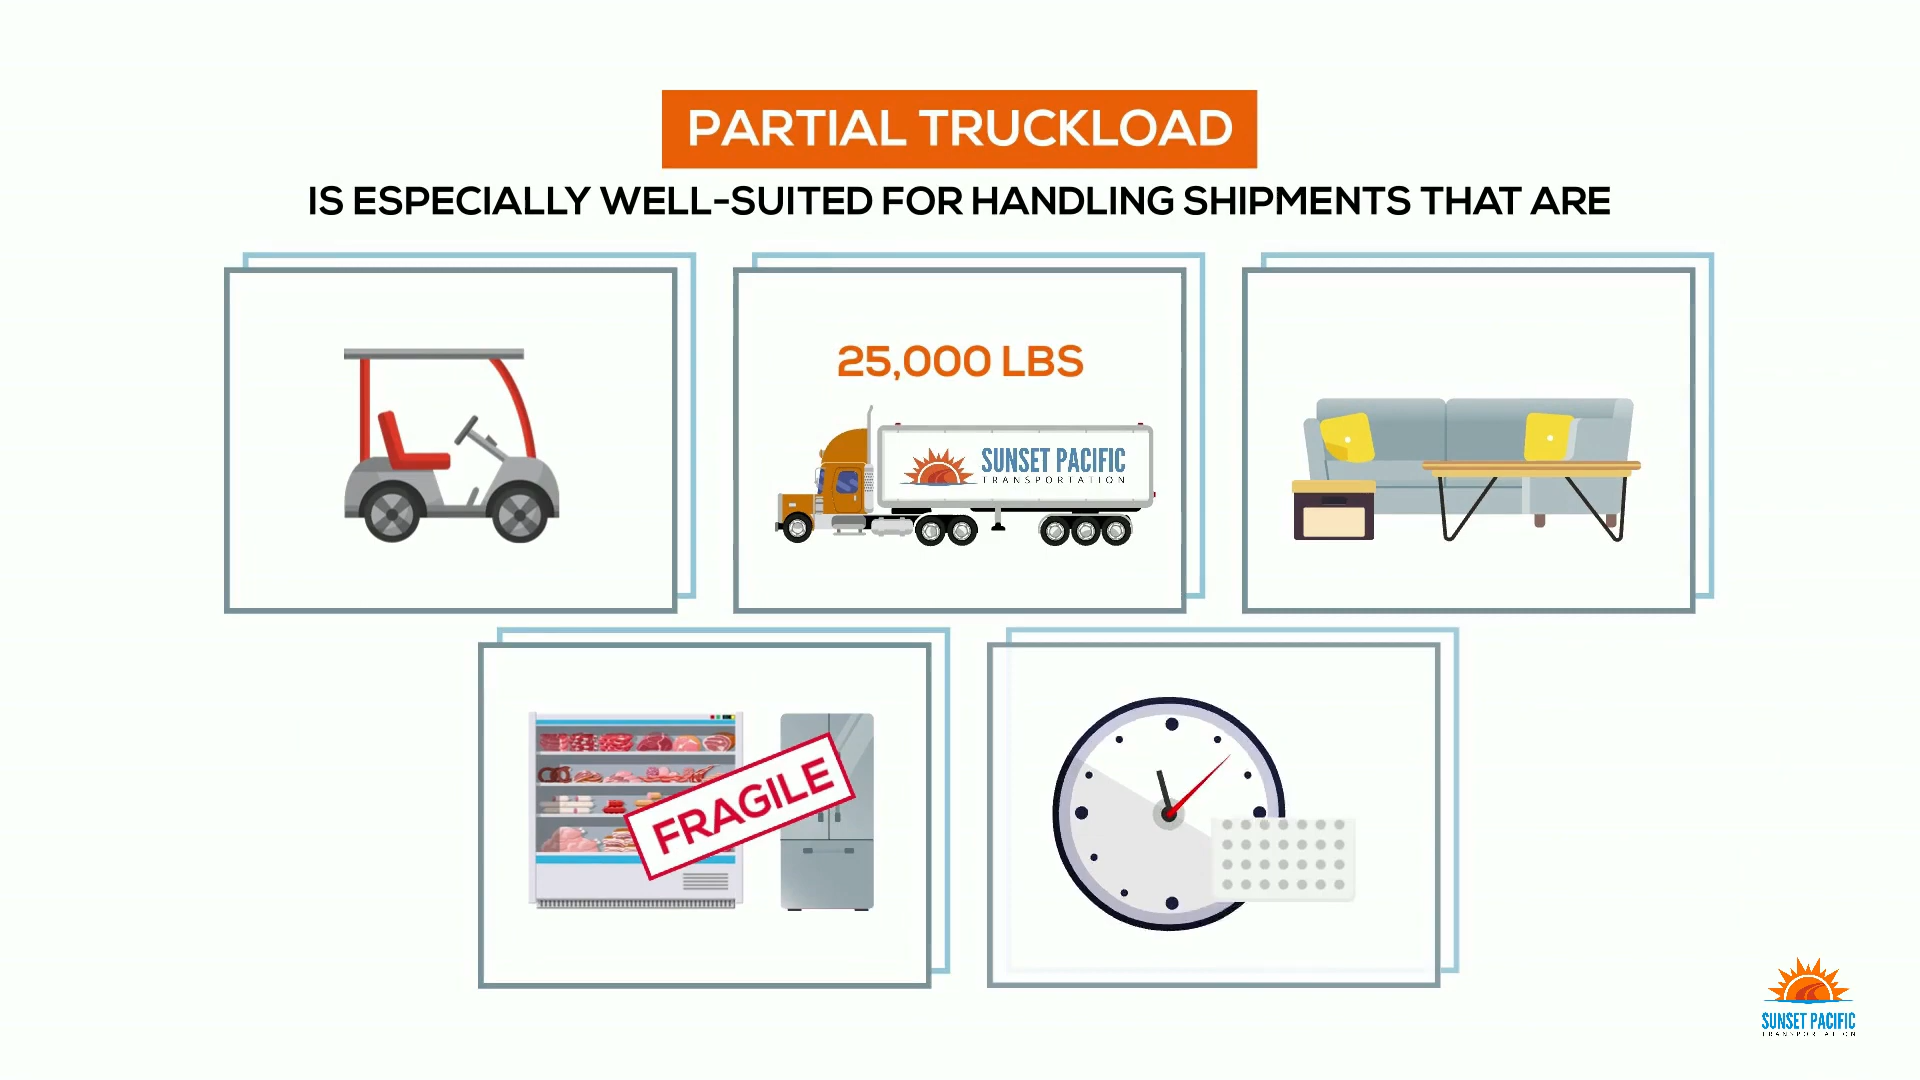 PARTIAL TRUCKLOAD
IS ESPECIALLY WELL-SUITED FOR HANDLING SHIPMENTS THAT ARE
25,000 LBS
SUNSET PACIFIC
TRANSPORTATION
FRAGILE
SUNSET PACIFIC
TRANSPORTATION